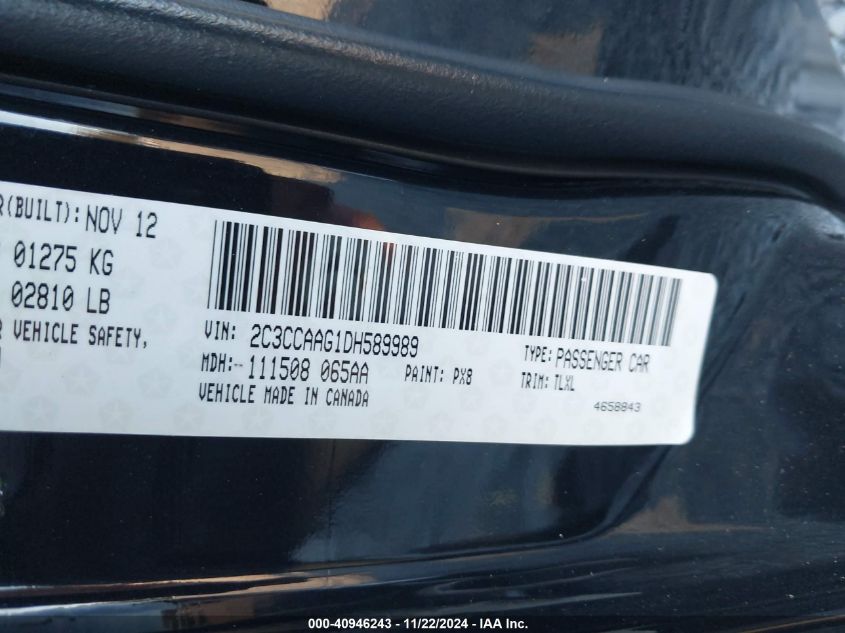 R(BUILT): NOV 12
01275 KG
02810 LB
R VEHICLE SAFETY,
VIN: 2C3CCAAG1DH589989
TYPE: PASSENGER CAR
MDH:-- 111508 065AA
PAINT: PX8
TRIM: TLXL
VEHICLE MADE IN CANADA
4658843
000-40946243 - 11/22/2024 - IAA Inc.